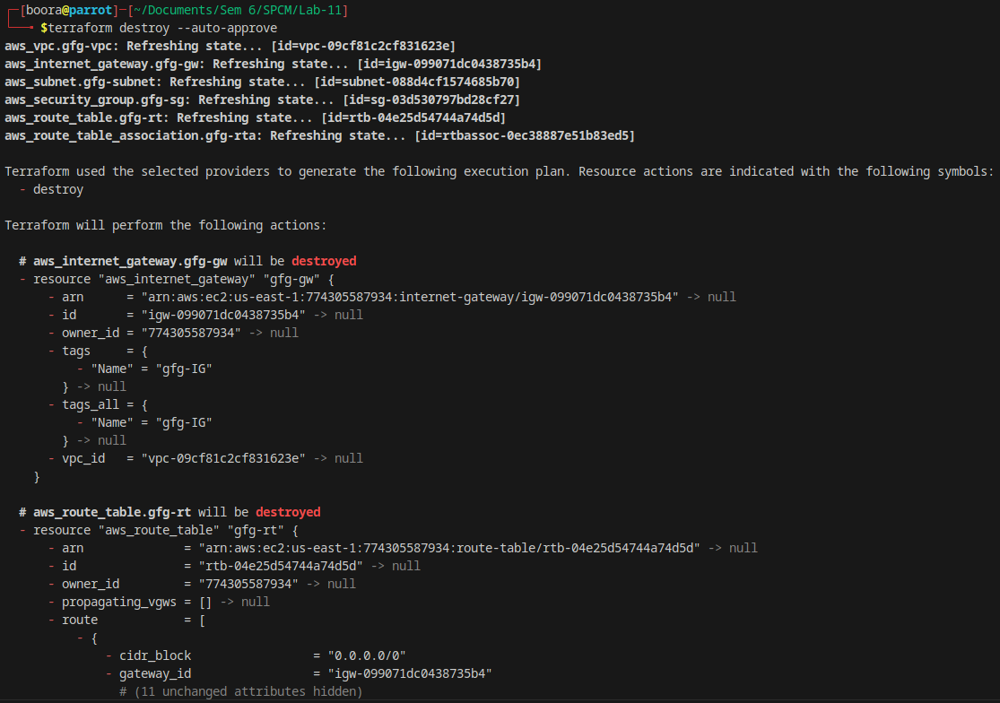 ┌─[boora@parrot]─[~/Documents/Sem 6/SPCM/Lab-11]
└──╼ $terraform destroy --auto-approve
aws_vpc.gfg-vpc: Refreshing state... [id=vpc-09cf81c2cf831623e]
aws_internet_gateway.gfg-gw: Refreshing state... [id=igw-099071dc0438735b4]
aws_subnet.gfg-subnet: Refreshing state... [id=subnet-088d4cf1574685b70]
aws_security_group.gfg-sg: Refreshing state... [id=sg-03d530797bd28cf27]
aws_route_table.gfg-rt: Refreshing state... [id=rtb-04e25d54744a74d5d]
aws_route_table_association.gfg-rta: Refreshing state... [id=rtbassoc-0ec38887e51b83ed5]

Terraform used the selected providers to generate the following execution plan. Resource actions are indicated with the following symbols:
  - destroy

Terraform will perform the following actions:

  # aws_internet_gateway.gfg-gw will be destroyed
  - resource "aws_internet_gateway" "gfg-gw" {
      - arn      = "arn:aws:ec2:us-east-1:774305587934:internet-gateway/igw-099071dc0438735b4" -> null
      - id       = "igw-099071dc0438735b4" -> null
      - owner_id = "774305587934" -> null
      - tags     = {
          - "Name" = "gfg-IG"
        } -> null
      - tags_all = {
          - "Name" = "gfg-IG"
        } -> null
      - vpc_id   = "vpc-09cf81c2cf831623e" -> null
    }

  # aws_route_table.gfg-rt will be destroyed
  - resource "aws_route_table" "gfg-rt" {
      - arn              = "arn:aws:ec2:us-east-1:774305587934:route-table/rtb-04e25d54744a74d5d" -> null
      - id               = "rtb-04e25d54744a74d5d" -> null
      - owner_id         = "774305587934" -> null
      - propagating_vgws = [] -> null
      - route            = [
          - {
              - cidr_block                 = "0.0.0.0/0"
              - gateway_id                 = "igw-099071dc0438735b4"
                # (11 unchanged attributes hidden)